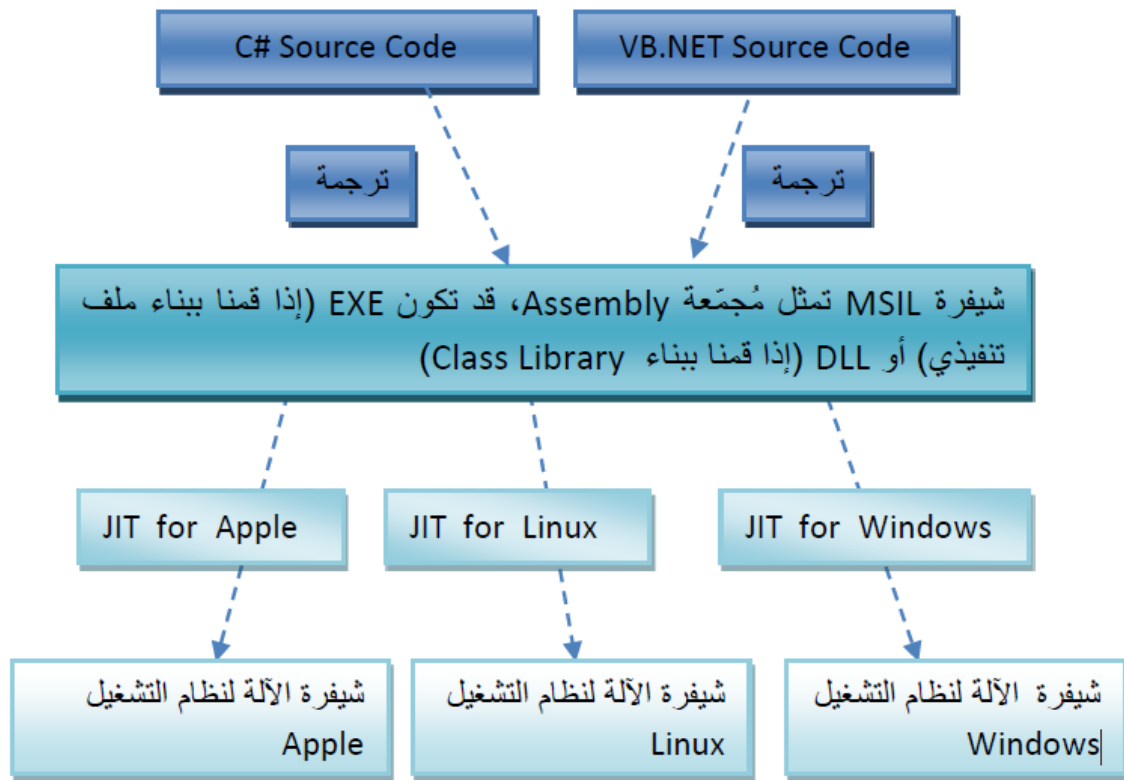 C# Source Code
VB.NET Source Code
ترجمة
ترجمة
شيفرة MSIL تمثل مُجمّعة Assembly، قد تكون EXE (إذا قمنا ببناء ملف
تنفيذي) أو DLL (إذا قمنا ببناء Class Library)
JIT for Apple
JIT for Linux
JIT for Windows
شيفرة الآلة لنظام التشغيل
Apple
شيفرة الآلة لنظام التشغيل
Linux
شيفرة الآلة لنظام التشغيل
Windows